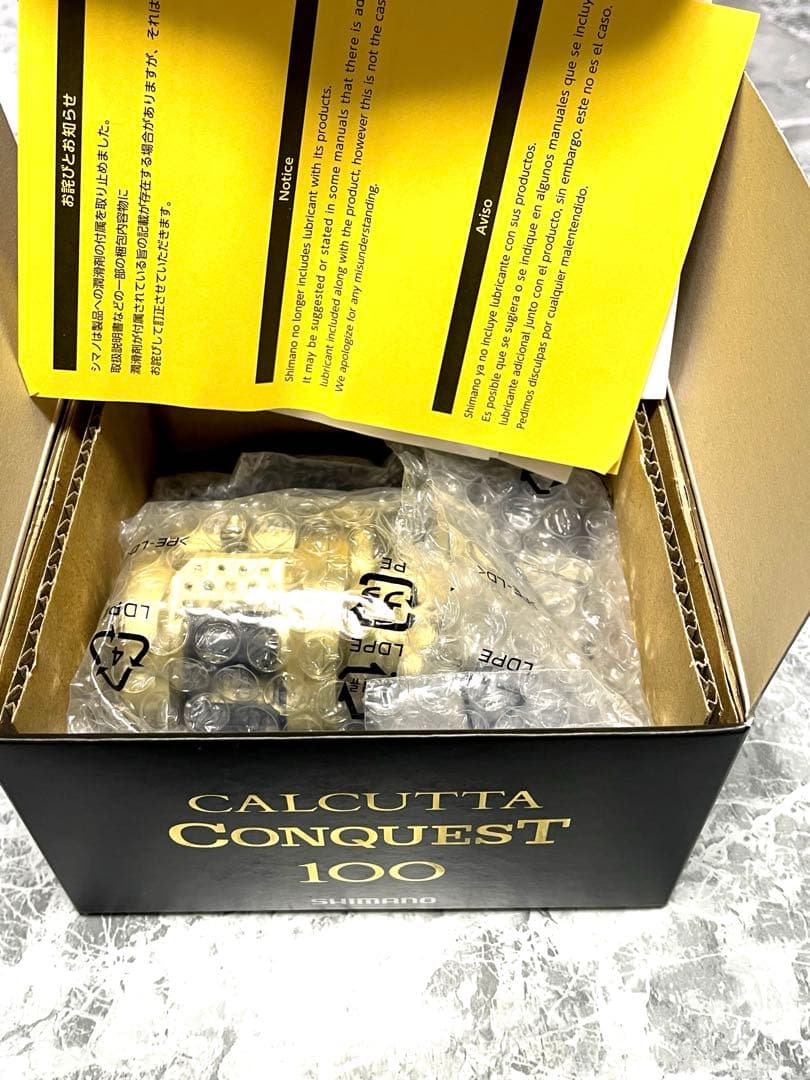 お詫びとお知らせ
シマノは製品への潤滑剤の付属を取り止めました。
取扱説明書などの一部の梱包内容物に
潤滑剤が付属されている旨の記載が存在する場合がありますが、それは
お詫びして訂正させていただきます。
Notice
Shimano no longer includes lubricant with its products.
It may be suggested or stated in some manuals that there is ad
lubricant included along with the product, however this is not the cas
We apologize for any misunderstanding.
Aviso
Shimano ya no incluye lubricante con sus productos.
Es posible que se sugiera o se indique en algunos manuales que se incluy
lubricante adicional junto con el producto, sin embargo, este no es el caso.
Pedimos disculpas por cualquier malentendido.
>PE-LD<
PE
プラ
LDPE
4
LDPE
LDPE
CALCUTTA
CONQUEST
100
SHIMANO